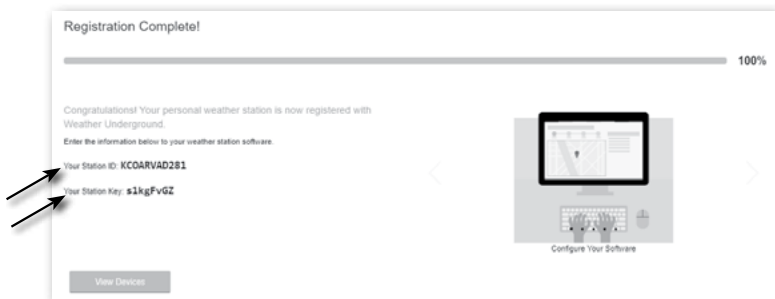 Registration Complete!
100%
Congratulations! Your personal weather station is now registered with
Weather Underground.
Enter the information below to your weather station software.
Your Station ID: KCOARVAD281
Your Station Key: s1kgFvGZ
Configure Your Software
View Devices